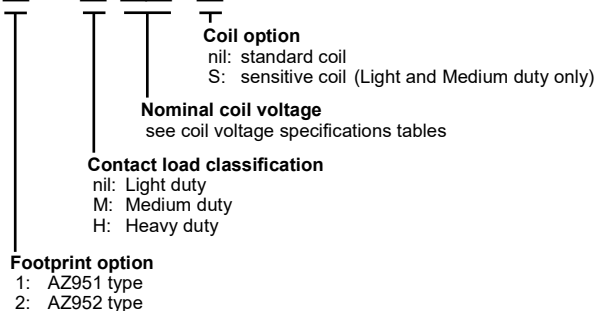 Coil option
nil: standard coil
S: sensitive coil (Light and Medium duty only)
Nominal coil voltage
see coil voltage specifications tables
Contact load classification
nil: Light duty
M: Medium duty
H: Heavy duty
Footprint option
1: AZ951 type
2: AZ952 type